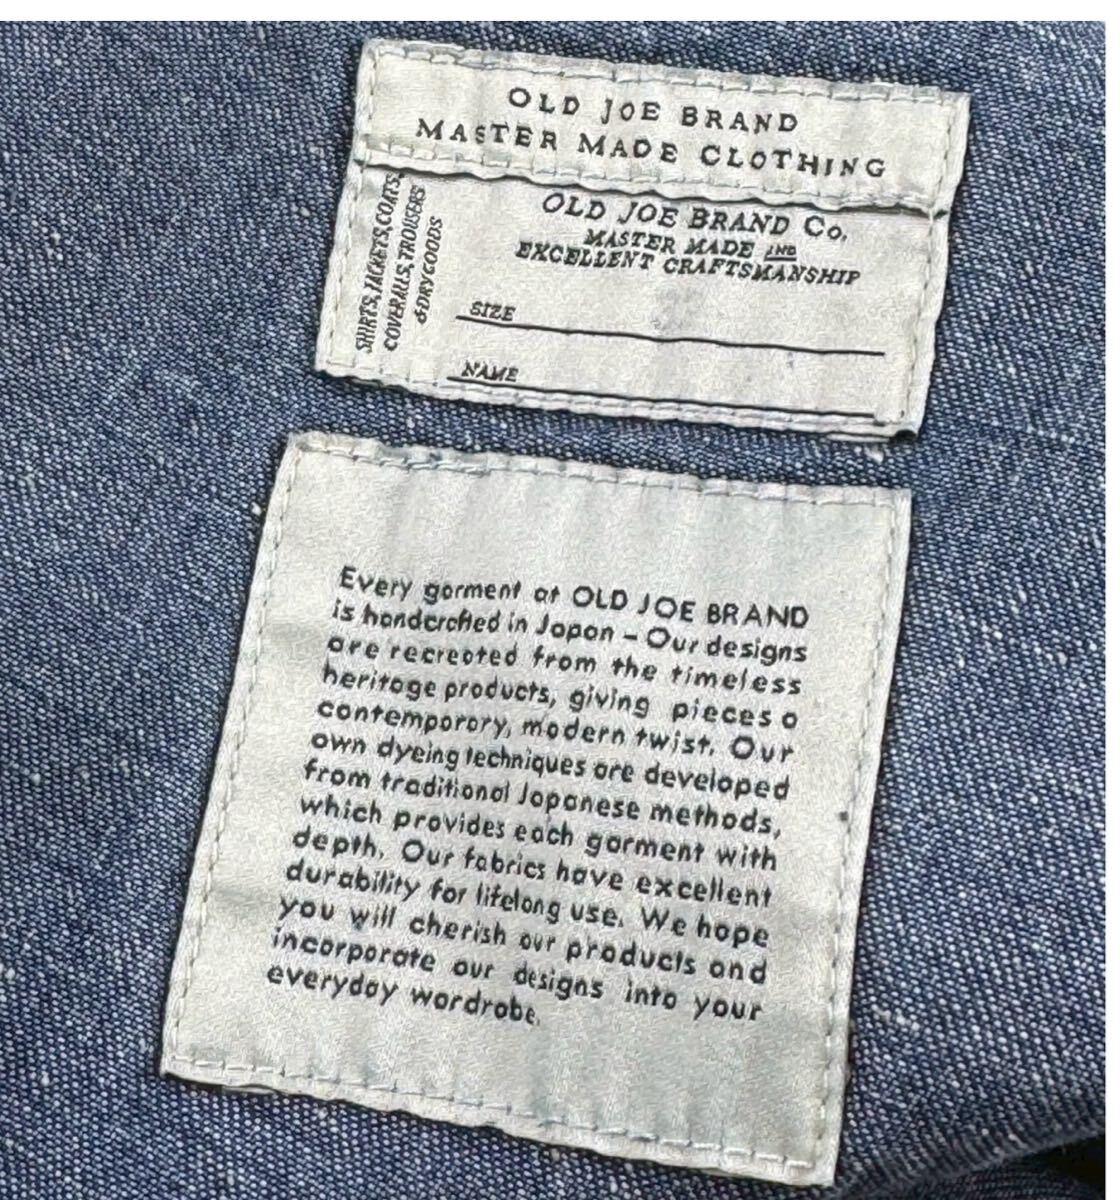 OLD JOE BRAND
MASTER MADE CLOTHING
SHIRTS, JACKETS, COATS,
COVERALLS, TROUSERS
& DRY GOODS
OLD JOE BRAND Co.
MASTER MADE AND
EXCELLENT CRAFTSMANSHIP
SIZE
NAME
Every garment at OLD JOE BRAND
is handcrafted in Japan - Our designs
are recreated from the timeless
heritage products, giving pieces a
contemporary, modern twist. Our
own dyeing techniques are developed
from traditional Japanese methods,
which provides each garment with
depth. Our fabrics have excellent
durability for lifelong use. We hope
you will cherish our products and
incorporate our designs into your
everyday wardrobe.